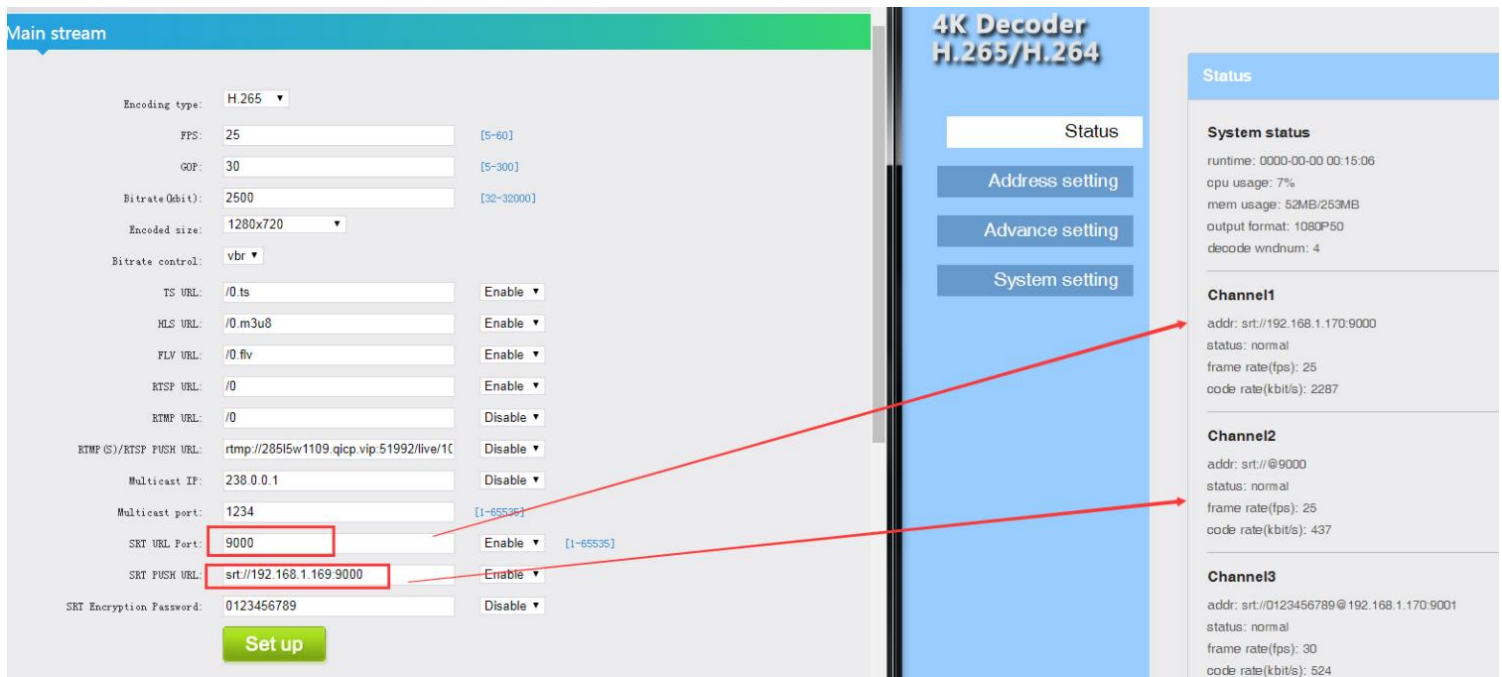 Main stream
Encoding type: H.265
FPS: 25 [5-60]
GOP: 30 [5-300]
Bitrate(kbit): 2500 [32-32000]
Encoded size: 1280x720
Bitrate control: vbr
TS URL: /0.ts Enable
HLS URL: /0.m3u8 Enable
FLV URL: /0.flv Enable
RTSP URL: /0 Enable
RTMP URL: /0 Disable
RTMP(S)/RTSP PUSH URL: rtmp://285l5w1109.qicp.vip:51992/live/10 Disable
Multicast IP: 238.0.0.1 Disable
Multicast port: 1234 [1-65535]
SRT URL Port: 9000 Enable [1-65535]
SRT PUSH URL: srt://192.168.1.169:9000 Enable
SRT Encryption Password: 0123456789 Disable
Set up
4K Decoder
H.265/H.264
Status
Address setting
Advance setting
System setting
Status
System status
runtime: 0000-00-00 00:15:06
cpu usage: 7%
mem usage: 52MB/253MB
output format: 1080P50
decode wndnum: 4
Channel1
addr: srt://192.168.1.170:9000
status: normal
frame rate(fps): 25
code rate(kbit/s): 2287
Channel2
addr: srt://@9000
status: normal
frame rate(fps): 25
code rate(kbit/s): 437
Channel3
addr: srt://0123456789@192.168.1.170:9001
status: normal
frame rate(fps): 30
code rate(kbit/s): 524